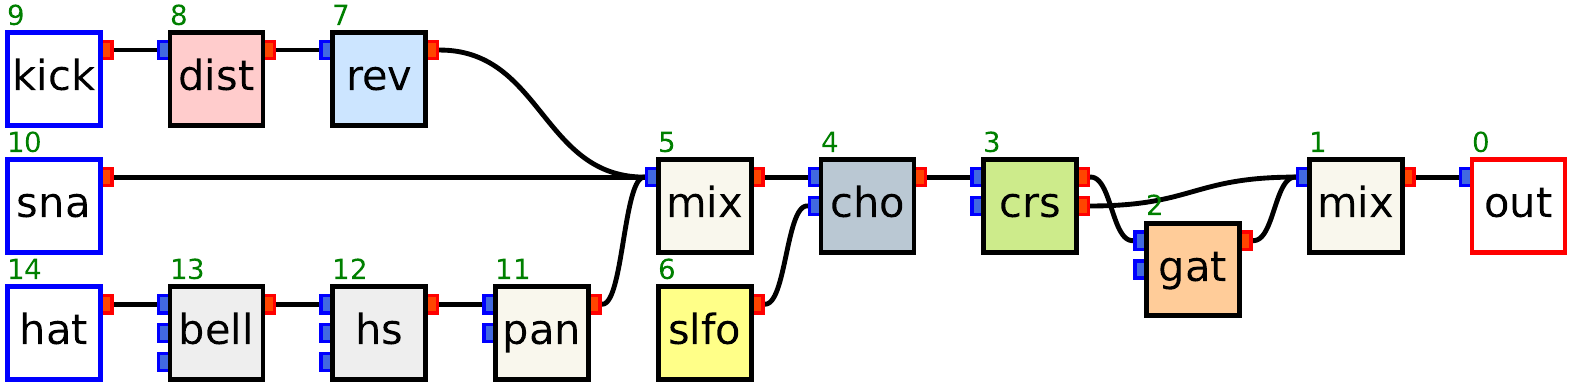 9 8 7
kick dist rev
10 5 4 3 1 0
sna mix cho crs mix out
2
gat
14 13 12 11 6
hat bell hs pan slfo